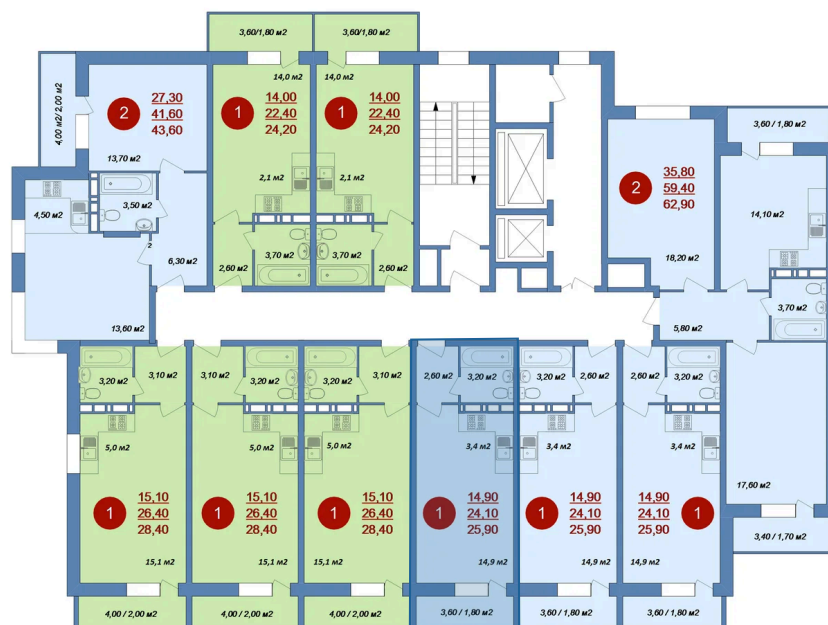 3,60/1,80 м2
3,60/1,80 м2
4,00 м2/ 2,00 м2
2
27,30
41,60
43,60
13,70 м2
14,0 м2
1
14,00
22,40
24,20
2,1 м2
14,0 м2
1
14,00
22,40
24,20
2,1 м2
3,60 / 1,80 м2
2
35,80
59,40
62,90
18,20 м2
14,10 м2
4,50 м2
3,50 м2
2
6,30 м2
13,60 м2
2,60 м2
3,70 м2
3,70 м2
2,60 м2
5,80 м2
3,70 м2
3,20 м2
3,10 м2
3,10 м2
3,20 м2
3,20 м2
3,10 м2
2,60 м2
3,20 м2
3,20 м2
2,60 м2
2,60 м2
3,20 м2
5,0 м2
5,0 м2
5,0 м2
3,4 м2
3,4 м2
3,4 м2
17,60 м2
1
15,10
26,40
28,40
1
15,10
26,40
28,40
1
15,10
26,40
28,40
1
14,90
24,10
25,90
1
14,90
24,10
25,90
14,90
24,10
25,90
1
15,1 м2
15,1 м2
15,1 м2
14,9 м2
14,9 м2
14,9 м2
3,40 / 1,70 м2
4,00 / 2,00 м2
4,00 / 2,00 м2
4,00 / 2,00 м2
3,60 / 1,80 м2
3,60 / 1,80 м2
3,60 / 1,80 м2